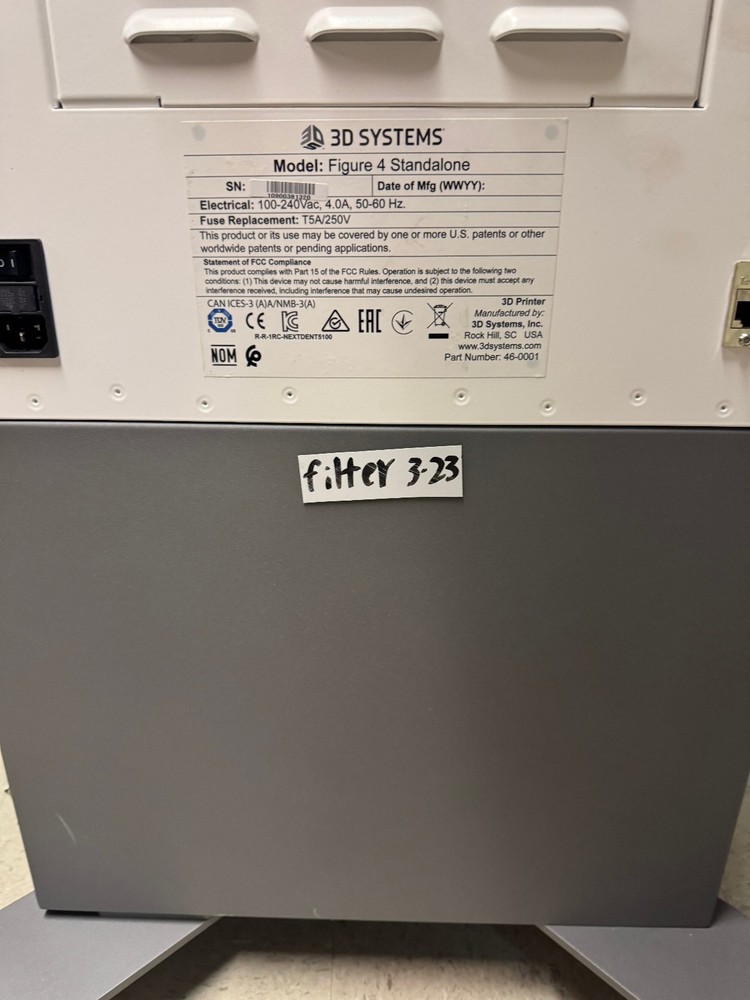 3D SYSTEMS
Model: Figure 4 Standalone
SN:
Date of Mfg (WWYY):
Electrical: 100-240Vac, 4.0A, 50-60 Hz.
Fuse Replacement: T5A/250V
This product or its use may be covered by one or more U.S. patents or other
worldwide patents or pending applications.
Statement of FCC Compliance
This product complies with Part 15 of the FCC Rules. Operation is subject to the following two
conditions: (1) This device may not cause harmful interference, and (2) this device must accept any
interference received, including interference that may cause undesired operation.
CAN ICES-3 (A)A/NMB-3(A)
TÜV
CE
EAC
R-R-1RC-NEXTDENT5100
NOM
3D Printer
Manufactured by:
3D Systems, Inc.
Rock Hill, SC USA
www.3dsystems.com
Part Number: 46-0001
filter 3-23